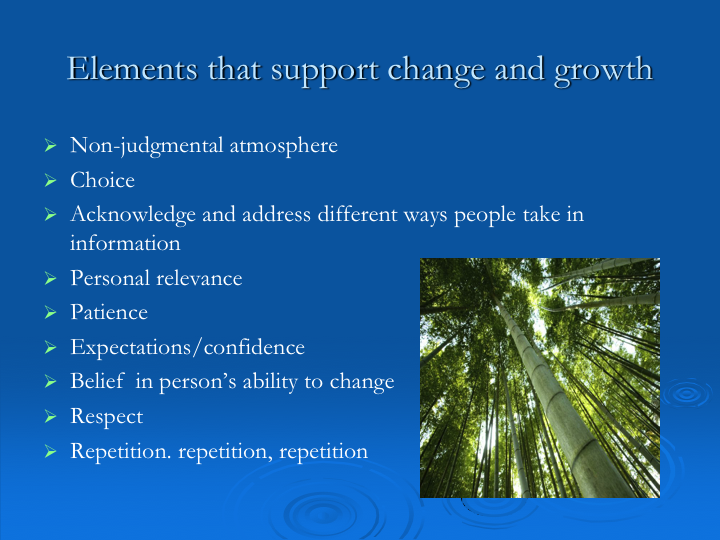 Elements that support change and growth
Non-judgmental atmosphere
Choice
Acknowledge and address different ways people take in
information
Personal relevance
Patience
Expectations/confidence
Belief in person’s ability to change
Respect
Repetition. repetition, repetition